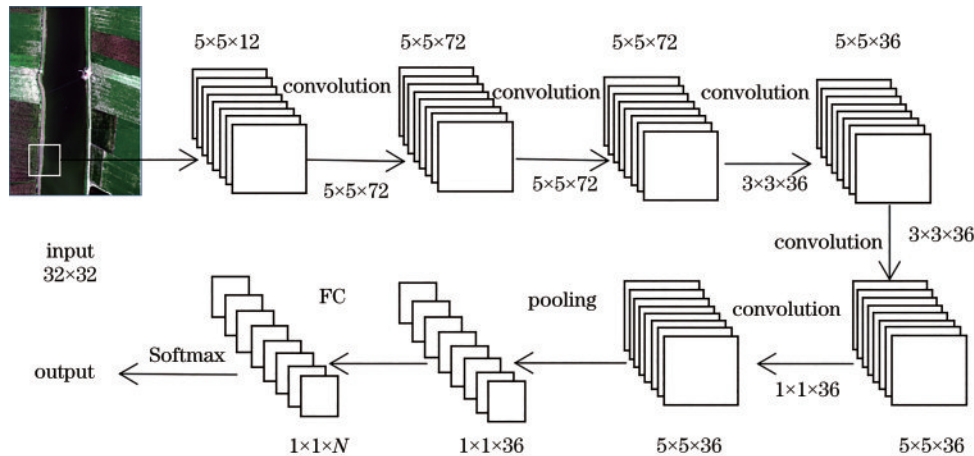 5×5×12
5×5×72
5×5×72
5×5×36
convolution
convolution
convolution
5×5×72
5×5×72
3×3×36
convolution
3×3×36
input
32×32
FC
pooling
convolution
output
Softmax
1×1×36
1×1×N
1×1×36
5×5×36
5×5×36